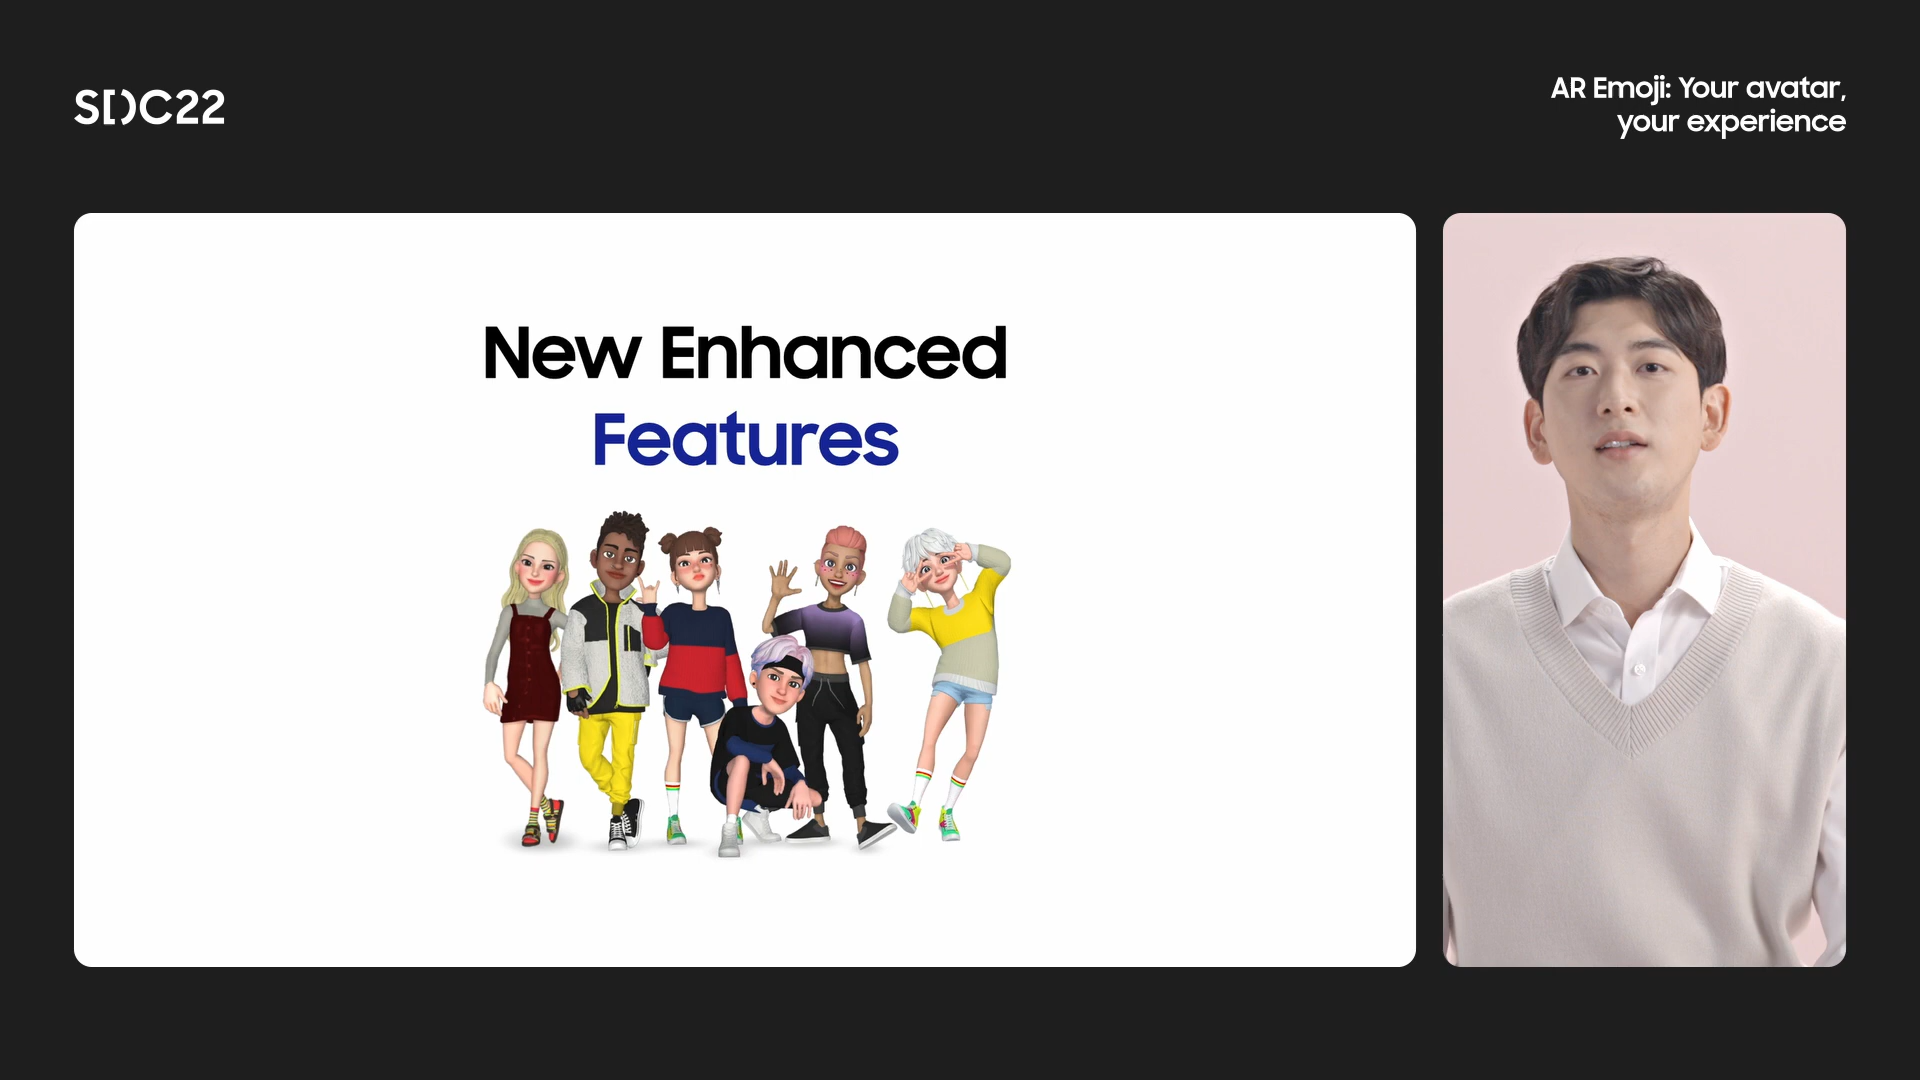 SDC22
AR Emoji: Your avatar,
your experience
New Enhanced
Features